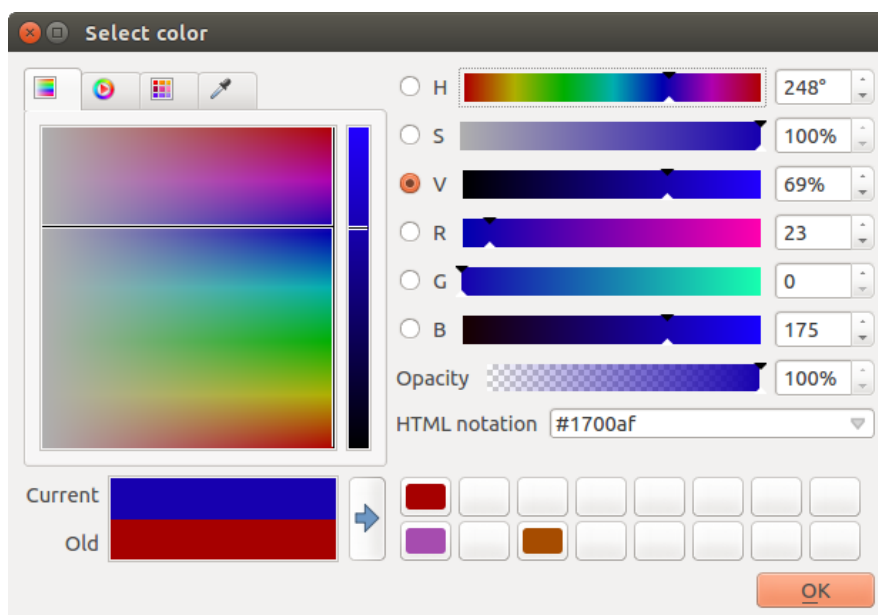 Select color
H 248°
S 100%
V 69%
R 23
G 0
B 175
Opacity 100%
HTML notation #1700af
Current
Old
OK